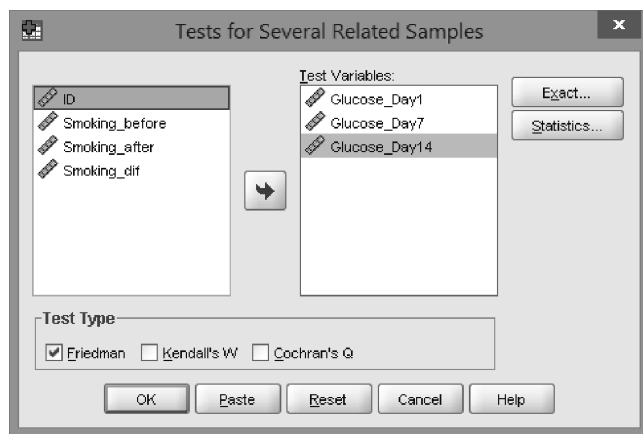 Tests for Several Related Samples
x
ID
Smoking_before
Smoking_after
Smoking_dif
Test Variables:
Glucose_Day1
Glucose_Day7
Glucose_Day14
Exact...
Statistics...
Test Type
Friedman Kendall's W Cochran's Q
OK Paste Reset Cancel Help